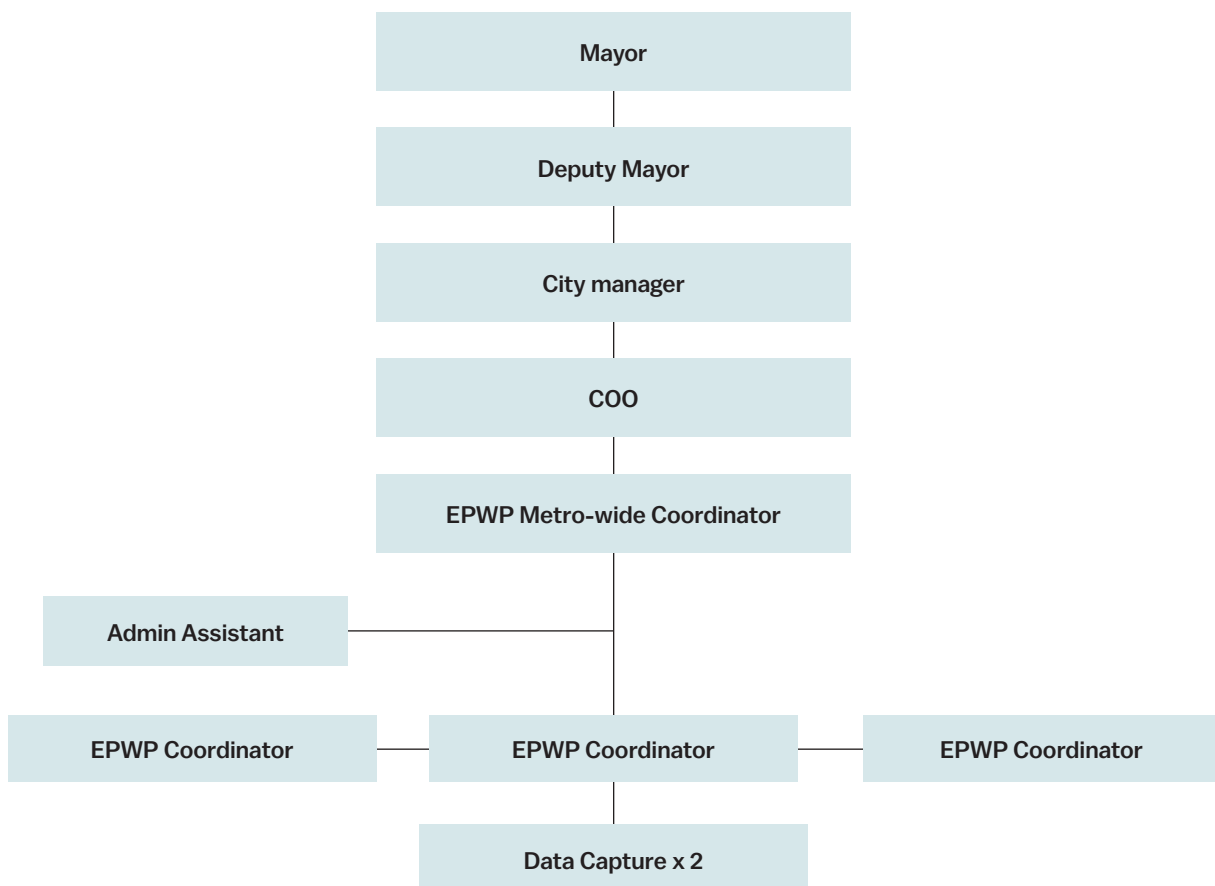 Mayor
Deputy Mayor
City manager
COO
EPWP Metro-wide Coordinator
Admin Assistant
EPWP Coordinator
EPWP Coordinator
EPWP Coordinator
Data Capture x 2